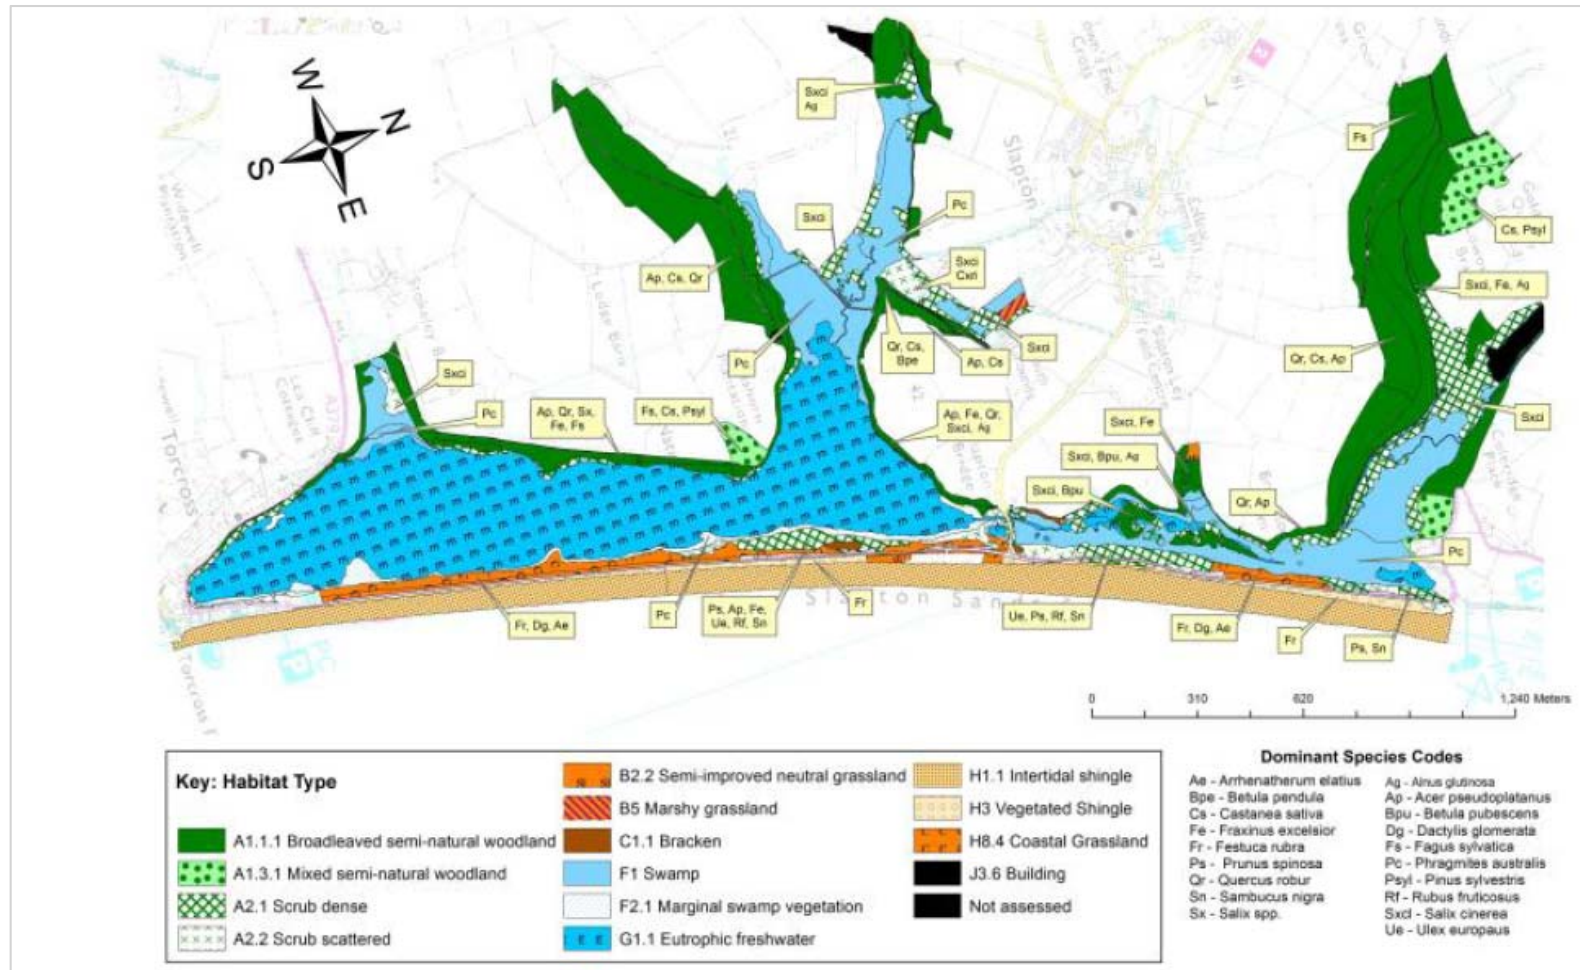 W
N
S
E
Sxci
Ag
Fs
Slapton
Sxci
Pc
Cs, Psyl
Ap, Cs, Qr
Sxci
Sxci, Fe, Ag
Pc
Qr, Cs,
Bpe
Ap, Cs
Sxci
Qr, Cs, Ap
Sxci
Pc
Ap, Qr, Sx,
Fe, Fs
Fs, Cs, Psyl
Ap, Fe, Qr,
Sxci, Ag
Sxci, Fe
Sxci
Sxci, Bpu, Ag
Sxci, Bpu
Qr, Ap
Torcross
Pc
Fr, Dg, Ae
Pc
Ps, Ap, Fe,
Ue, Rf, Sn
Fr
Ue, Ps, Rf, Sn
Fr, Dg, Ae
Fr
Ps, Sn
0 310 620 1,240 Meters
Key: Habitat Type
A1.1.1 Broadleaved semi-natural woodland
A1.3.1 Mixed semi-natural woodland
A2.1 Scrub dense
A2.2 Scrub scattered
B2.2 Semi-improved neutral grassland
B5 Marshy grassland
C1.1 Bracken
F1 Swamp
F2.1 Marginal swamp vegetation
G1.1 Eutrophic freshwater
H1.1 Intertidal shingle
H3 Vegetated Shingle
H8.4 Coastal Grassland
J3.6 Building
Not assessed
Dominant Species Codes
Ae - Arrhenatherum elatius
Bpe - Betula pendula
Cs - Castanea sativa
Fe - Fraxinus excelsior
Fr - Festuca rubra
Ps - Prunus spinosa
Qr - Quercus robur
Sn - Sambucus nigra
Sx - Salix spp.
Ag - Alnus glutinosa
Ap - Acer pseudoplatanus
Bpu - Betula pubescens
Dg - Dactylis glomerata
Fs - Fagus sylvatica
Pc - Phragmites australis
Psyl - Pinus sylvestris
Rf - Rubus fruticosus
Sxci - Salix cinerea
Ue - Ulex europaus